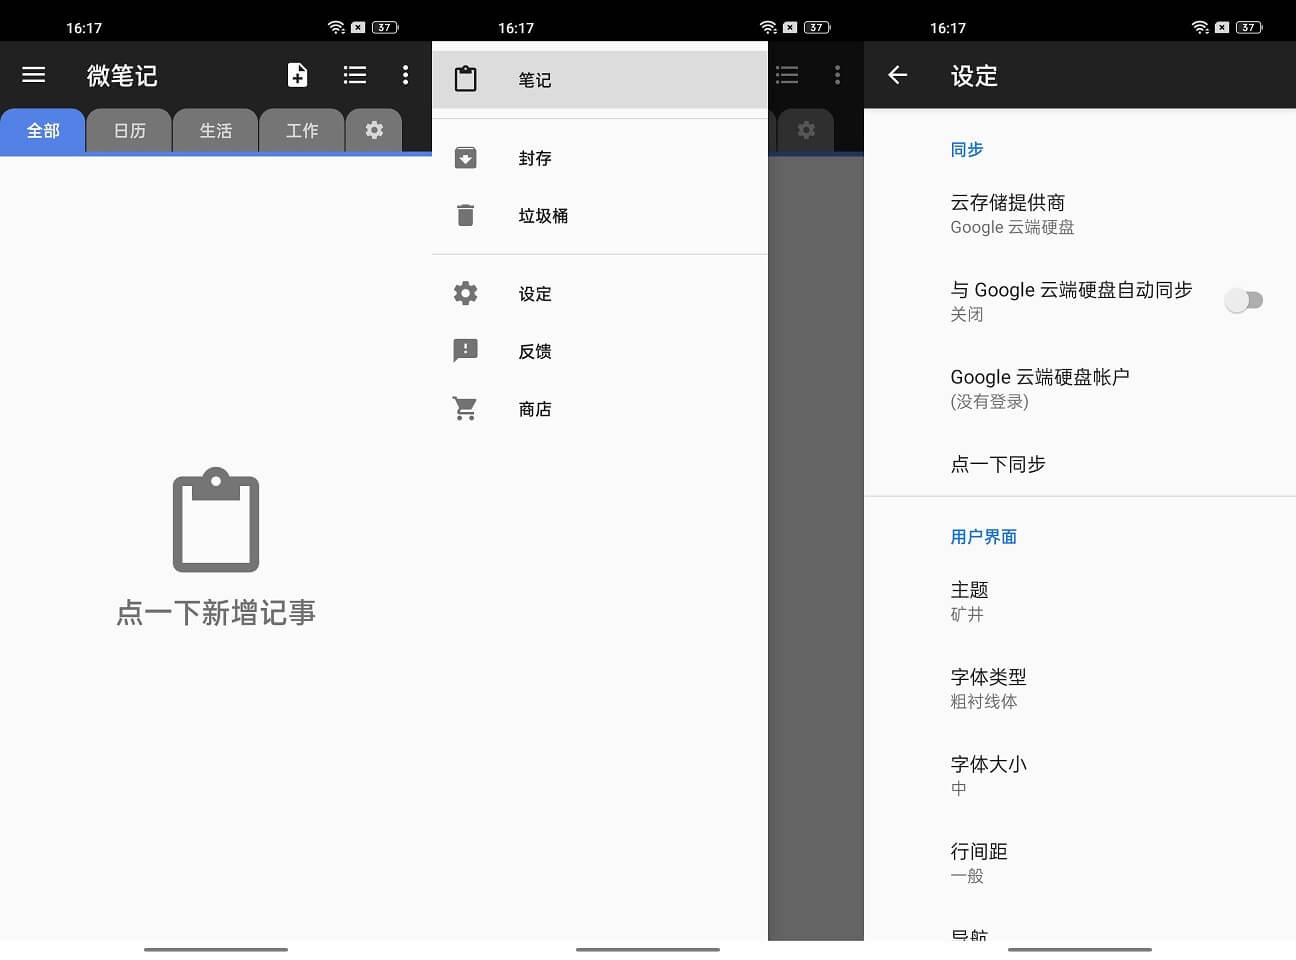 16:17
37
微笔记
全部
日历
生活
工作
点一下新增记事
16:17
37
笔记
封存
垃圾桶
设定
反馈
商店
16:17
37
设定
同步
云存储提供商
Google 云端硬盘
与 Google 云端硬盘自动同步
关闭
Google 云端硬盘帐户
(没有登录)
点一下同步
用户界面
主题
矿井
字体类型
粗衬线体
字体大小
中
行间距
一般
导航